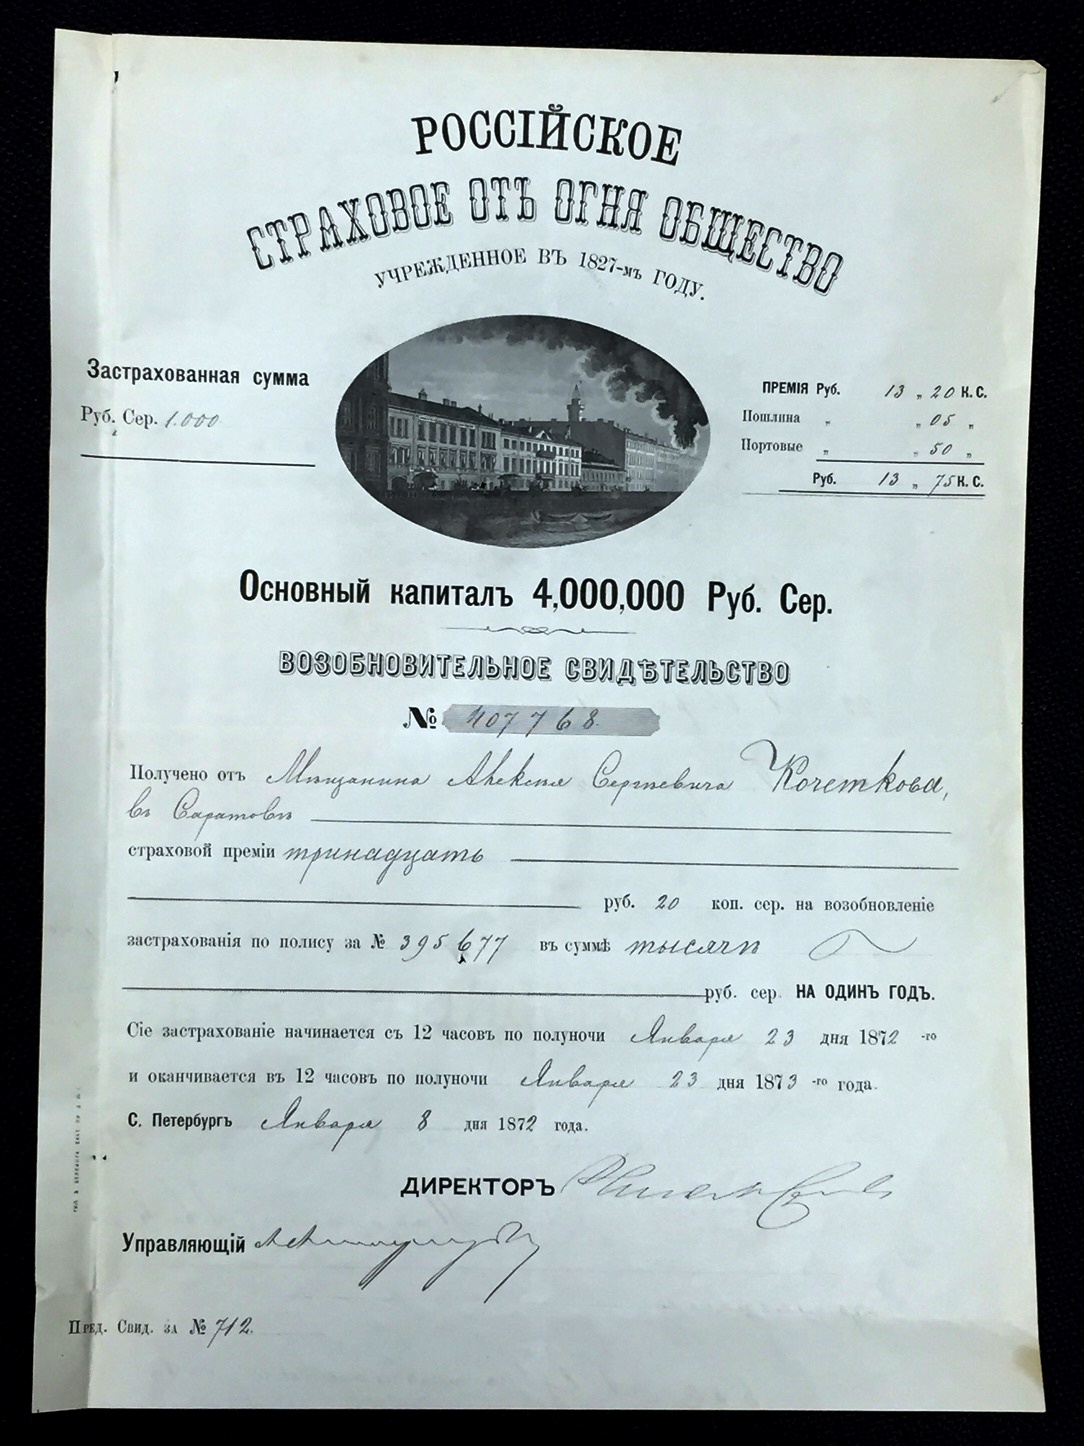 РОССІЙСКОЕ
СТРАХОВОЕ ОТЪ ОГНЯ ОБЩЕСТВО
УЧРЕЖДЕННОЕ ВЪ 1827-мъ ГОДУ.
Застрахованная сумма
Руб. Сер. 1.000
ПРЕМІЯ Руб. 13 „ 20 К. С.
Пошлина „ „ 05 „
Портовые „ „ 50 „
Руб. 13 „ 75 К. С.
Основный капиталъ 4,000,000 Руб. Сер.
ВОЗОБНОВИТЕЛЬНОЕ СВИДѢТЕЛЬСТВО
№ 407768
Получено отъ Мѣщанина Алексѣя Сергѣевича Кочеткова,
въ Саратовѣ
страховой преміи тринадцать
руб. 20 коп. сер. на возобновленіе
застрахованія по полису за № 395677 въ суммѣ тысячи
руб. сер. НА ОДИНЪ ГОДЪ.
Сіе застрахованіе начинается съ 12 часовъ по полуночи Января 23 дня 1872 -го
и оканчивается въ 12 часовъ по полуночи Января 23 дня 1873 -го года.
С. Петербургъ Января 8 дня 1872 года.
ДИРЕКТОРЪ
Управляющій
Пред. Свид. за № 712.